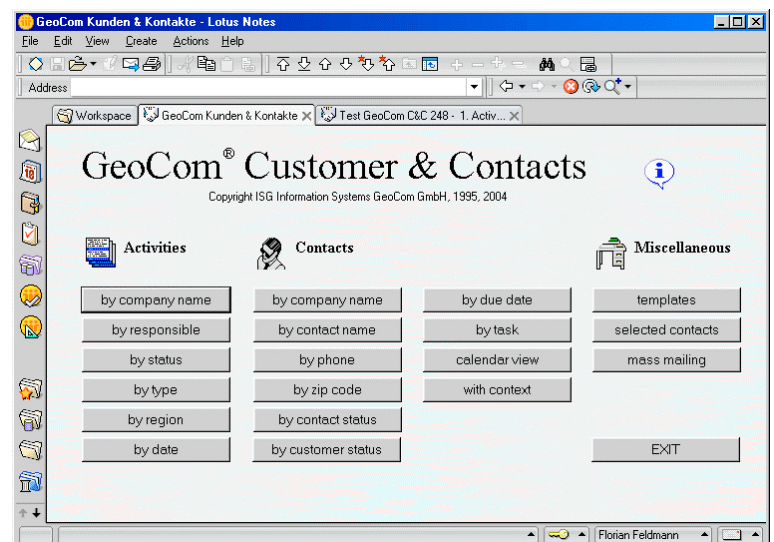 GeoCom Kunden & Kontakte - Lotus Notes
File Edit View Create Actions Help
Address
Workspace GeoCom Kunden & Kontakte Test GeoCom C&C 248 - 1. Activ...
GeoCom® Customer & Contacts
Copyright ISG Information Systems GeoCom GmbH, 1995, 2004
Activities Contacts Miscellaneous
by company name by company name by due date templates
by responsible by contact name by task selected contacts
by status by phone calendar view mass mailing
by type by zip code with context
by region by contact status
by date by customer status EXIT
Florian Feldmann